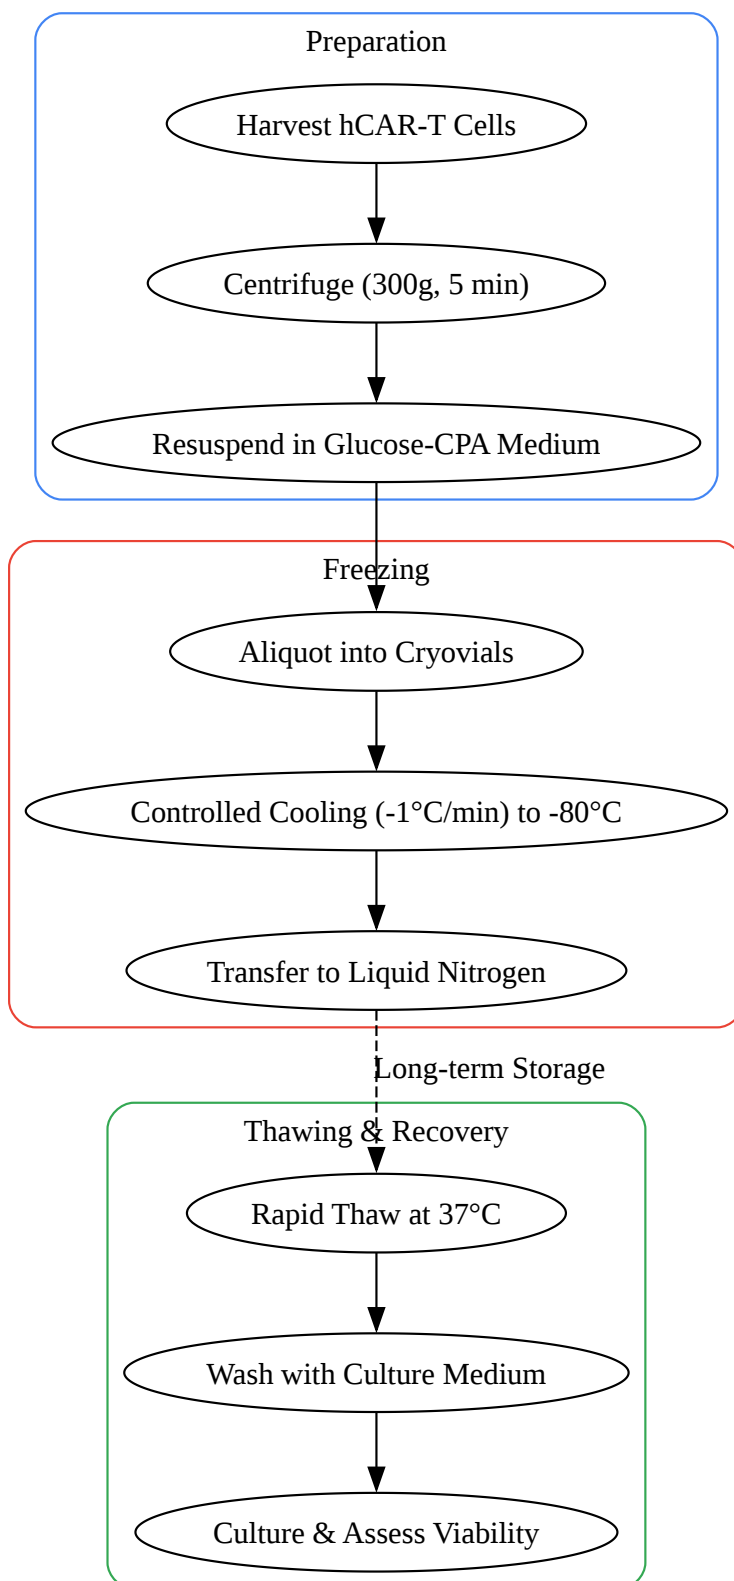 Preparation
Harvest hCAR-T Cells
Centrifuge (300g, 5 min)
Resuspend in Glucose-CPA Medium
Freezing
Aliquot into Cryovials
Controlled Cooling (-1°C/min) to -80°C
Transfer to Liquid Nitrogen
Long-term Storage
Thawing & Recovery
Rapid Thaw at 37°C
Wash with Culture Medium
Culture & Assess Viability